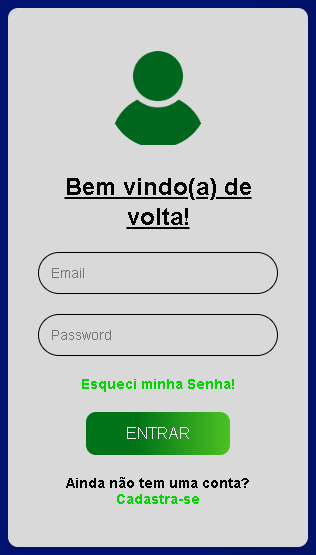 Bem vindo(a) de
volta!
Email
Password
Esqueci minha Senha!
ENTRAR
Ainda não tem uma conta?
Cadastra-se